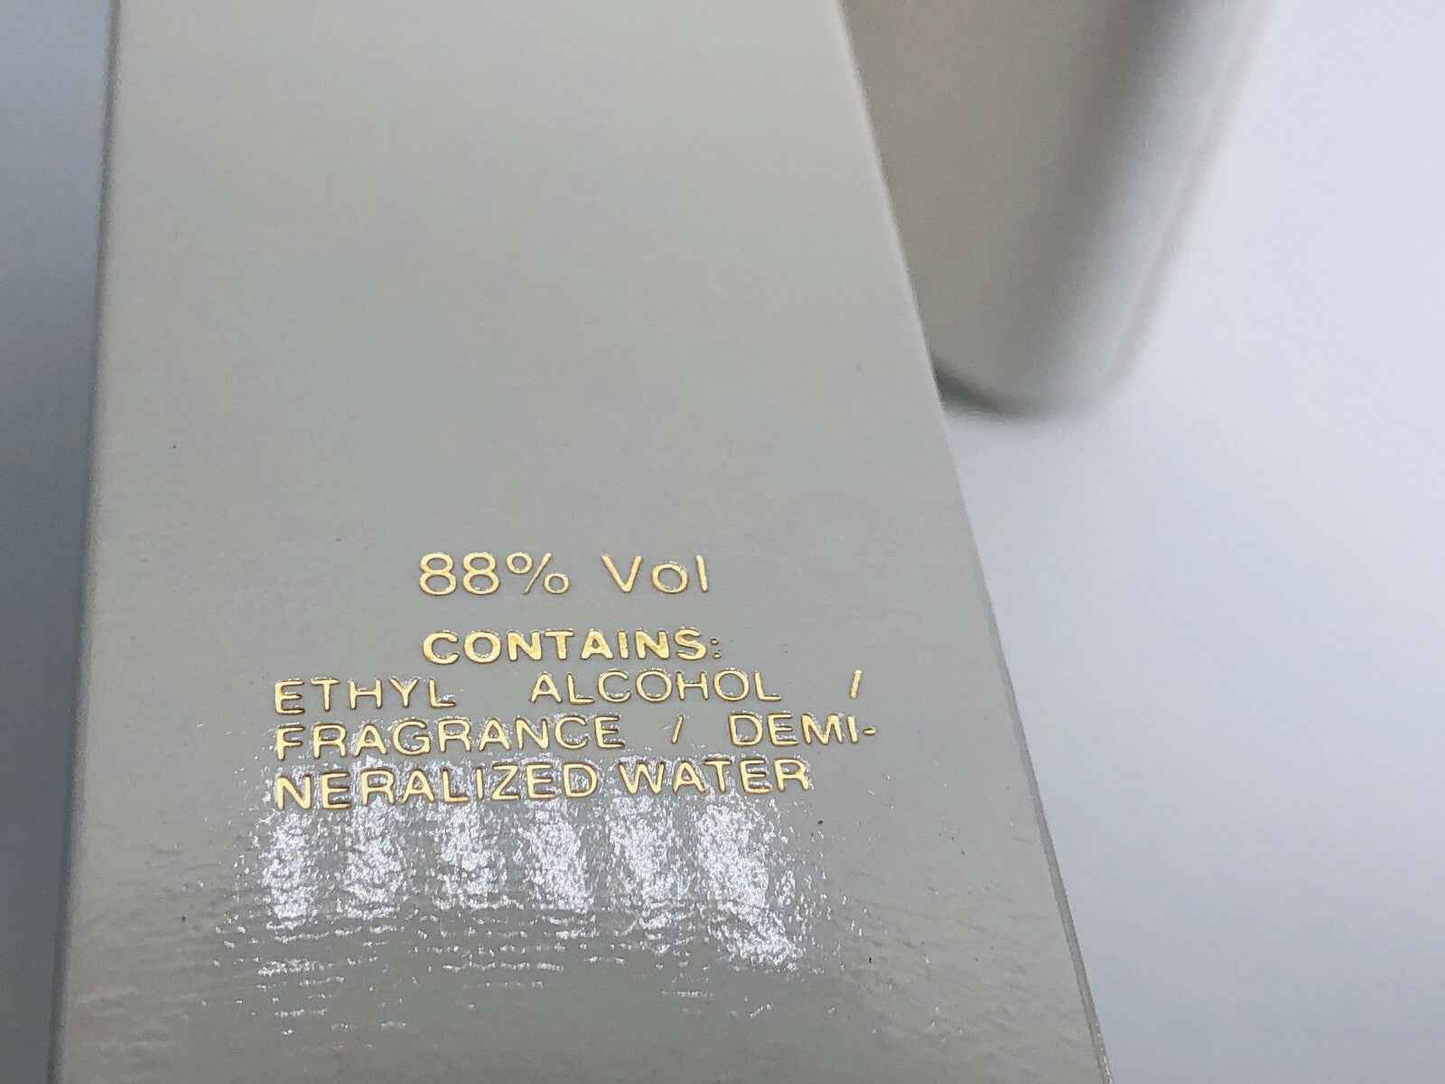 88% Vol
CONTAINS:
ETHYL ALCOHOL /
FRAGRANCE / DEMI-
NERALIZED WATER